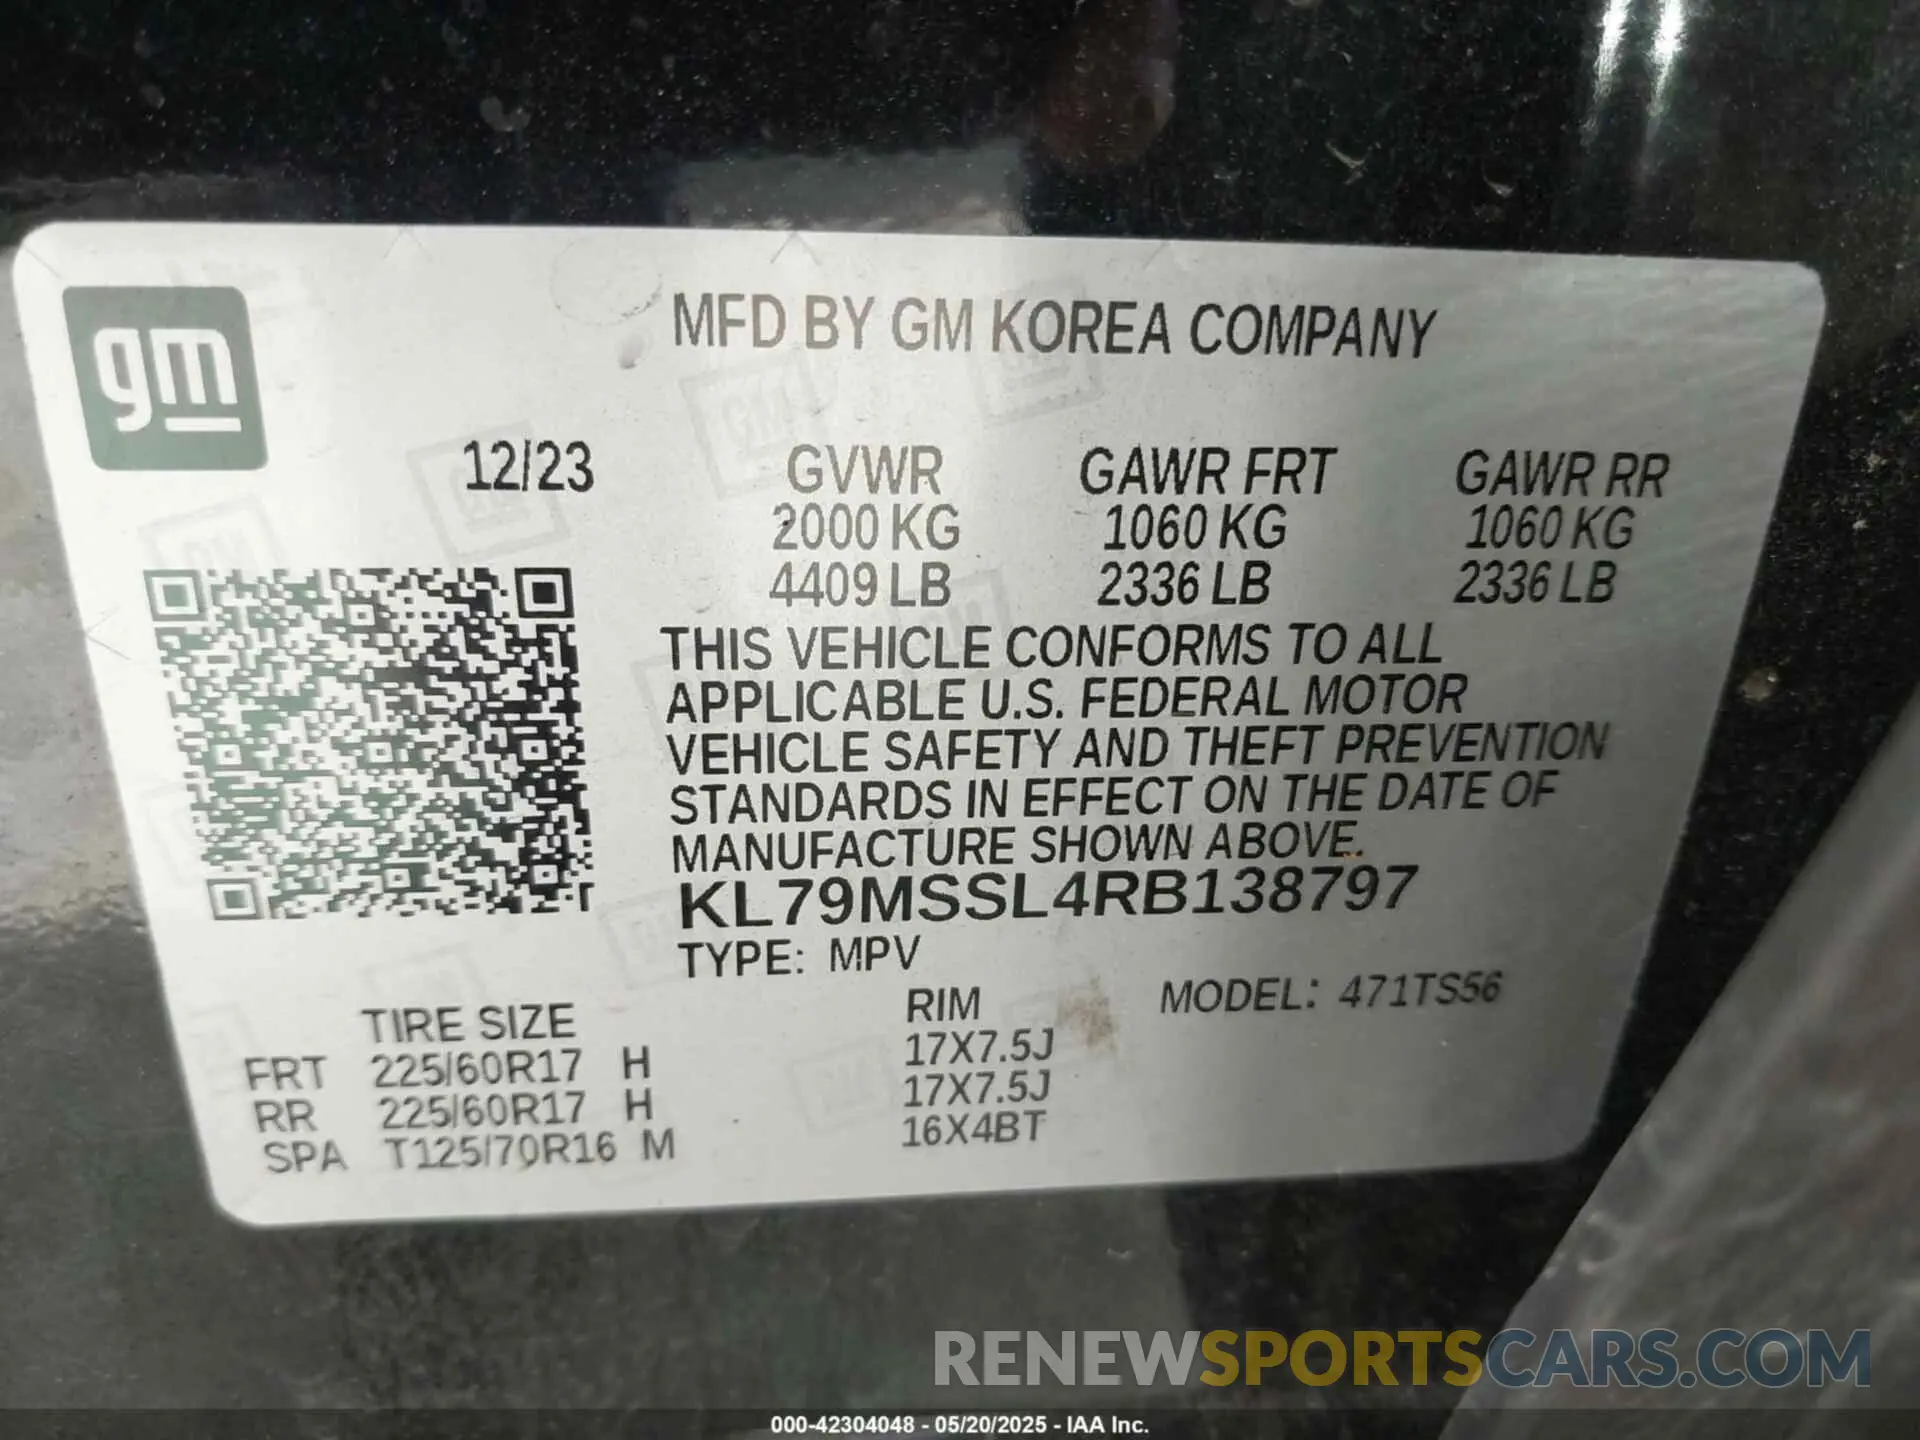 gm
MFD BY GM KOREA COMPANY
12/23 GVWR GAWR FRT GAWR RR
2000 KG 1060 KG 1060 KG
4409 LB 2336 LB 2336 LB
THIS VEHICLE CONFORMS TO ALL
APPLICABLE U.S. FEDERAL MOTOR
VEHICLE SAFETY AND THEFT PREVENTION
STANDARDS IN EFFECT ON THE DATE OF
MANUFACTURE SHOWN ABOVE.
KL79MSSL4RB138797
TYPE: MPV
TIRE SIZE RIM MODEL: 471TS56
FRT 225/60R17 H 17X7.5J
RR 225/60R17 H 17X7.5J
SPA T125/70R16 M 16X4BT
RENEWSPORTSCARS.COM
000-42304048 - 05/20/2025 - IAA Inc.